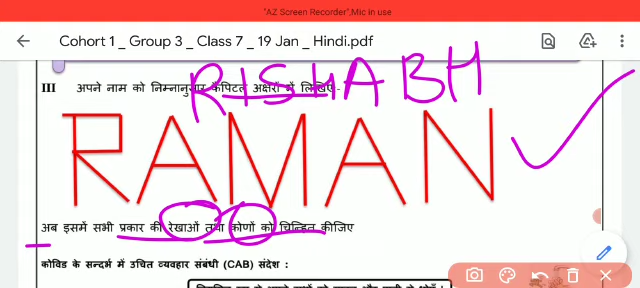 "AZ Screen Recorder",Mic in use
Cohort 1 _ Group 3 _ Class 7 _ 19 Jan _ Hindi.pdf
RISHABH
III अपने नाम को निम्नानुसार कैपिटल अक्षरों में लिखिए -
RAMAN
अब इसमें सभी प्रकार की रेखाओं तथा कोणों को चिन्हित कीजिए
कोविड के सन्दर्भ में उचित व्यवहार संबंधी (CAB) संदेश :